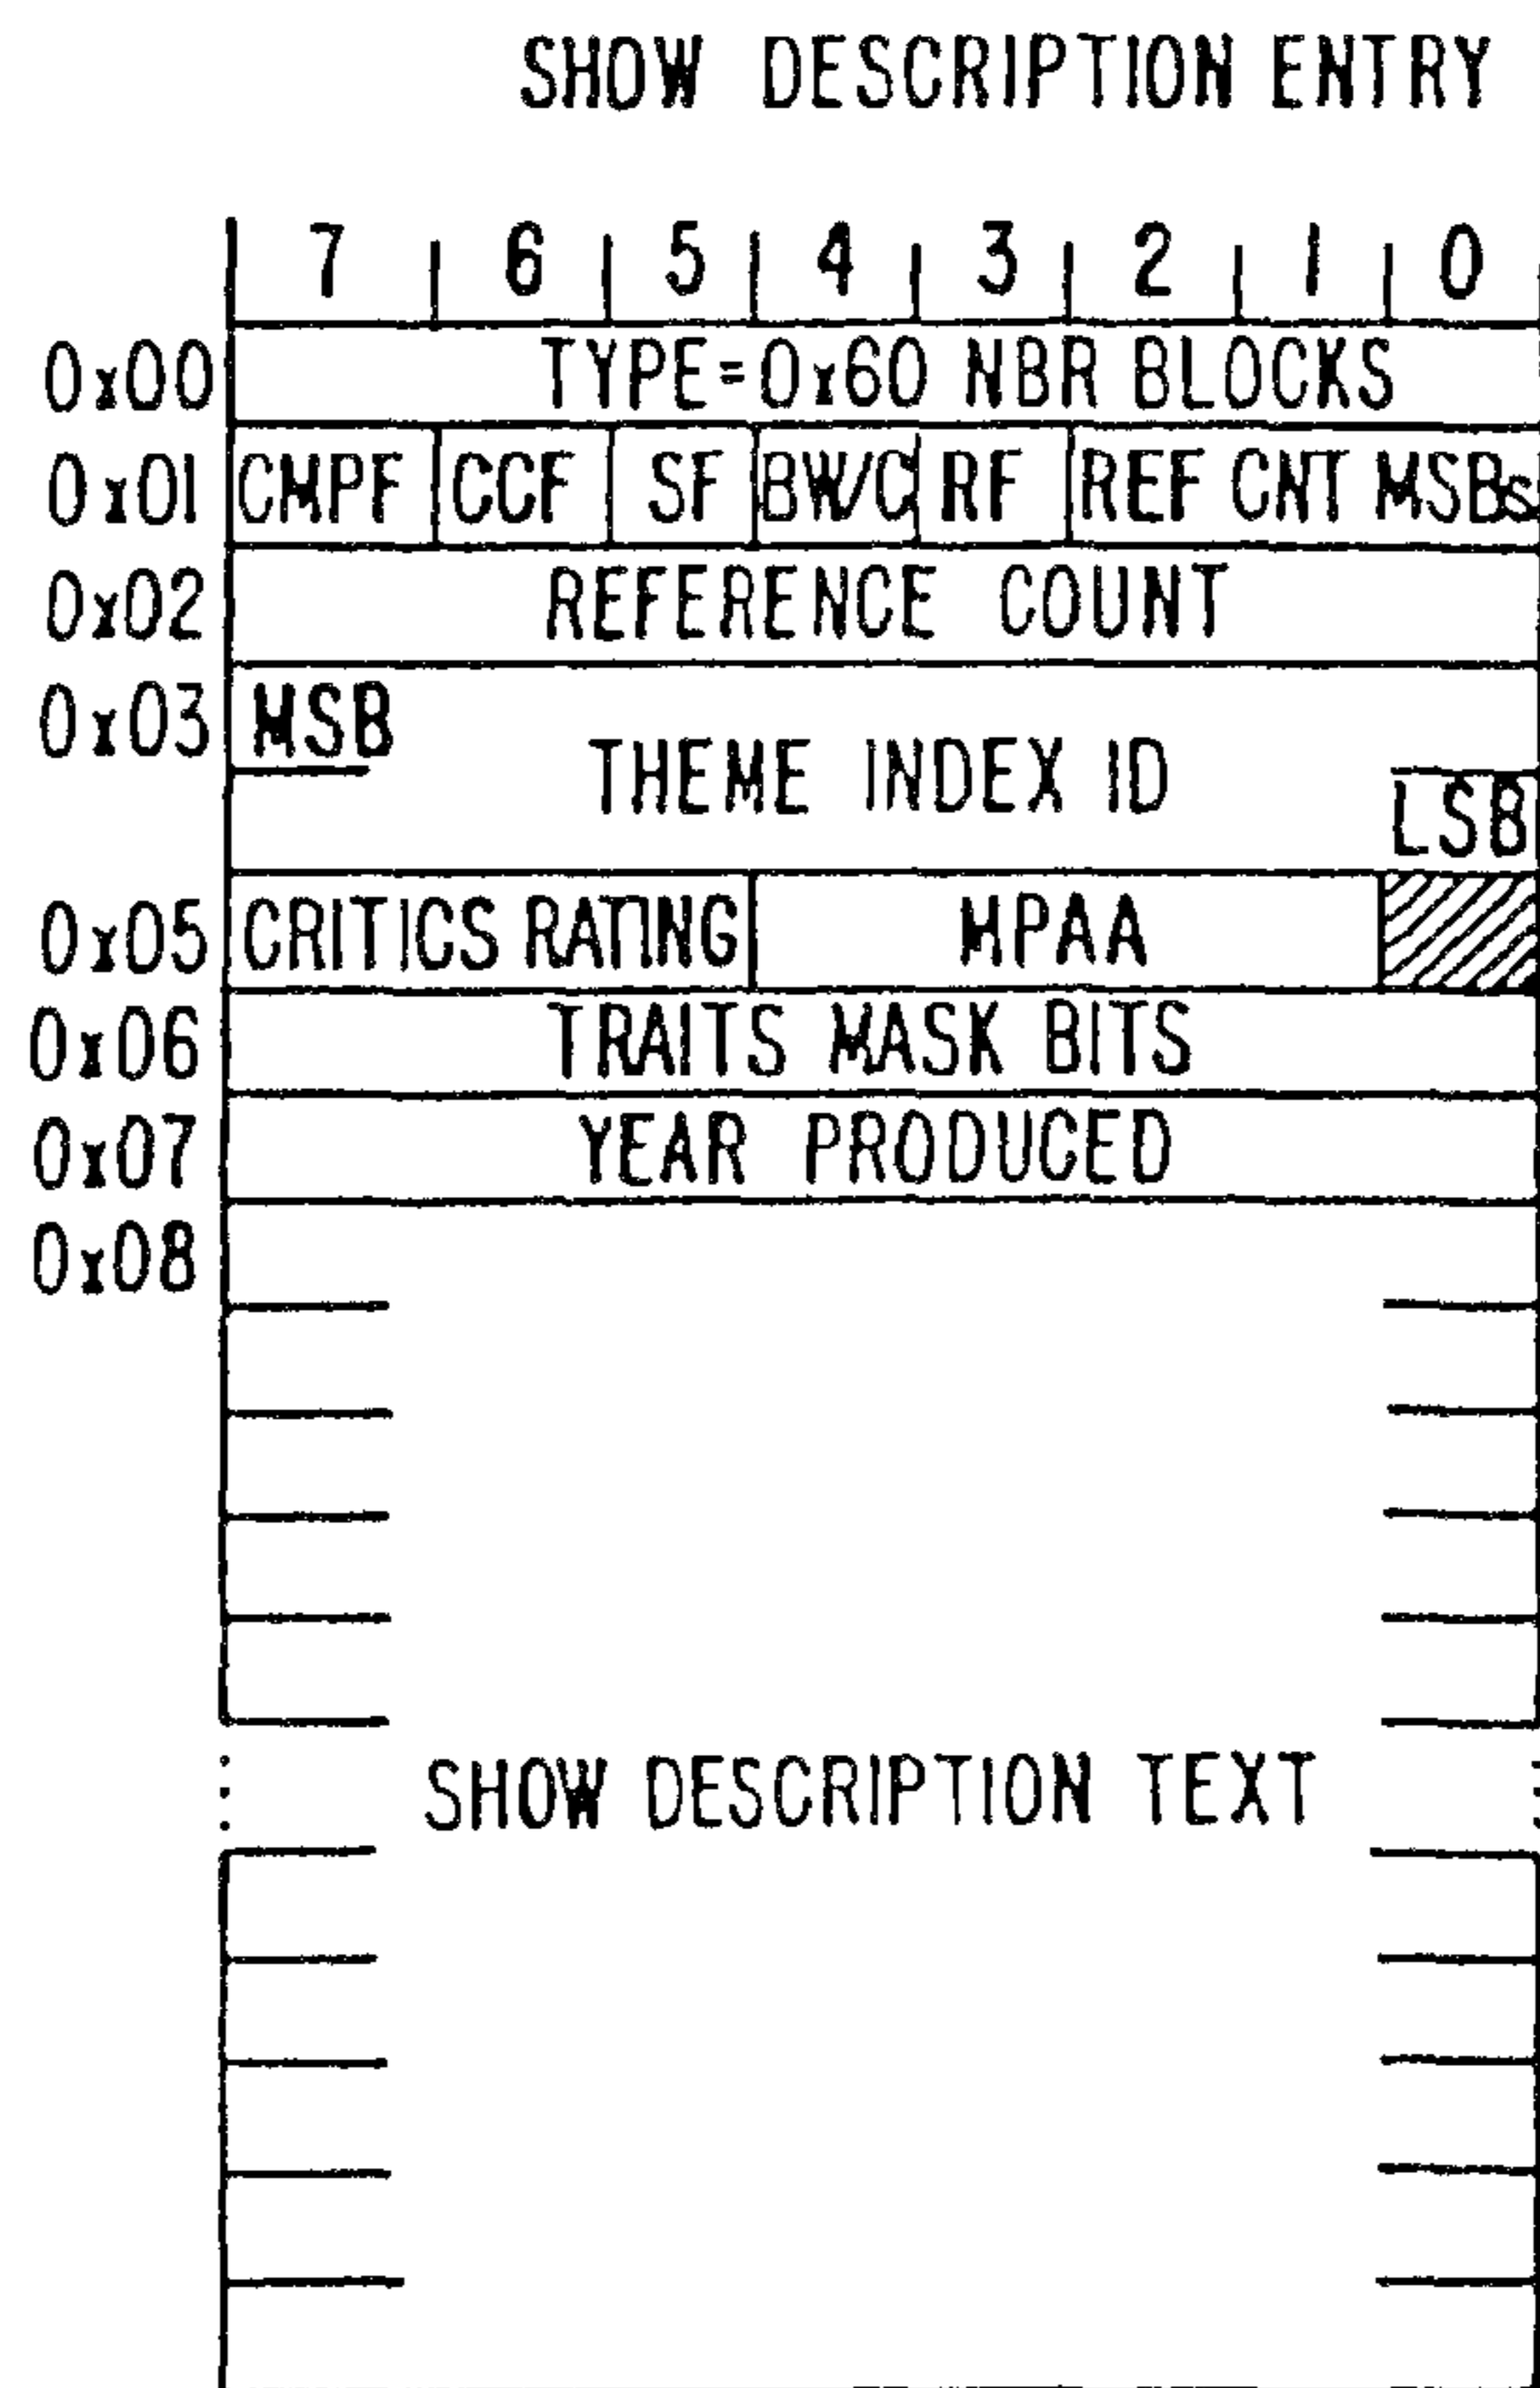 SHOW DESCRIPTION ENTRY
7 6 5 4 3 2 1 0
0x00 TYPE=0x60 NBR BLOCKS
0x01 CMPF CCF SF BW/C RF REF CNT MSBs
0x02 REFERENCE COUNT
0x03 MSB
THEME INDEX ID
LSB
0x05 CRITICS RATING MPAA
0x06 TRAITS MASK BITS
0x07 YEAR PRODUCED
0x08
SHOW DESCRIPTION TEXT